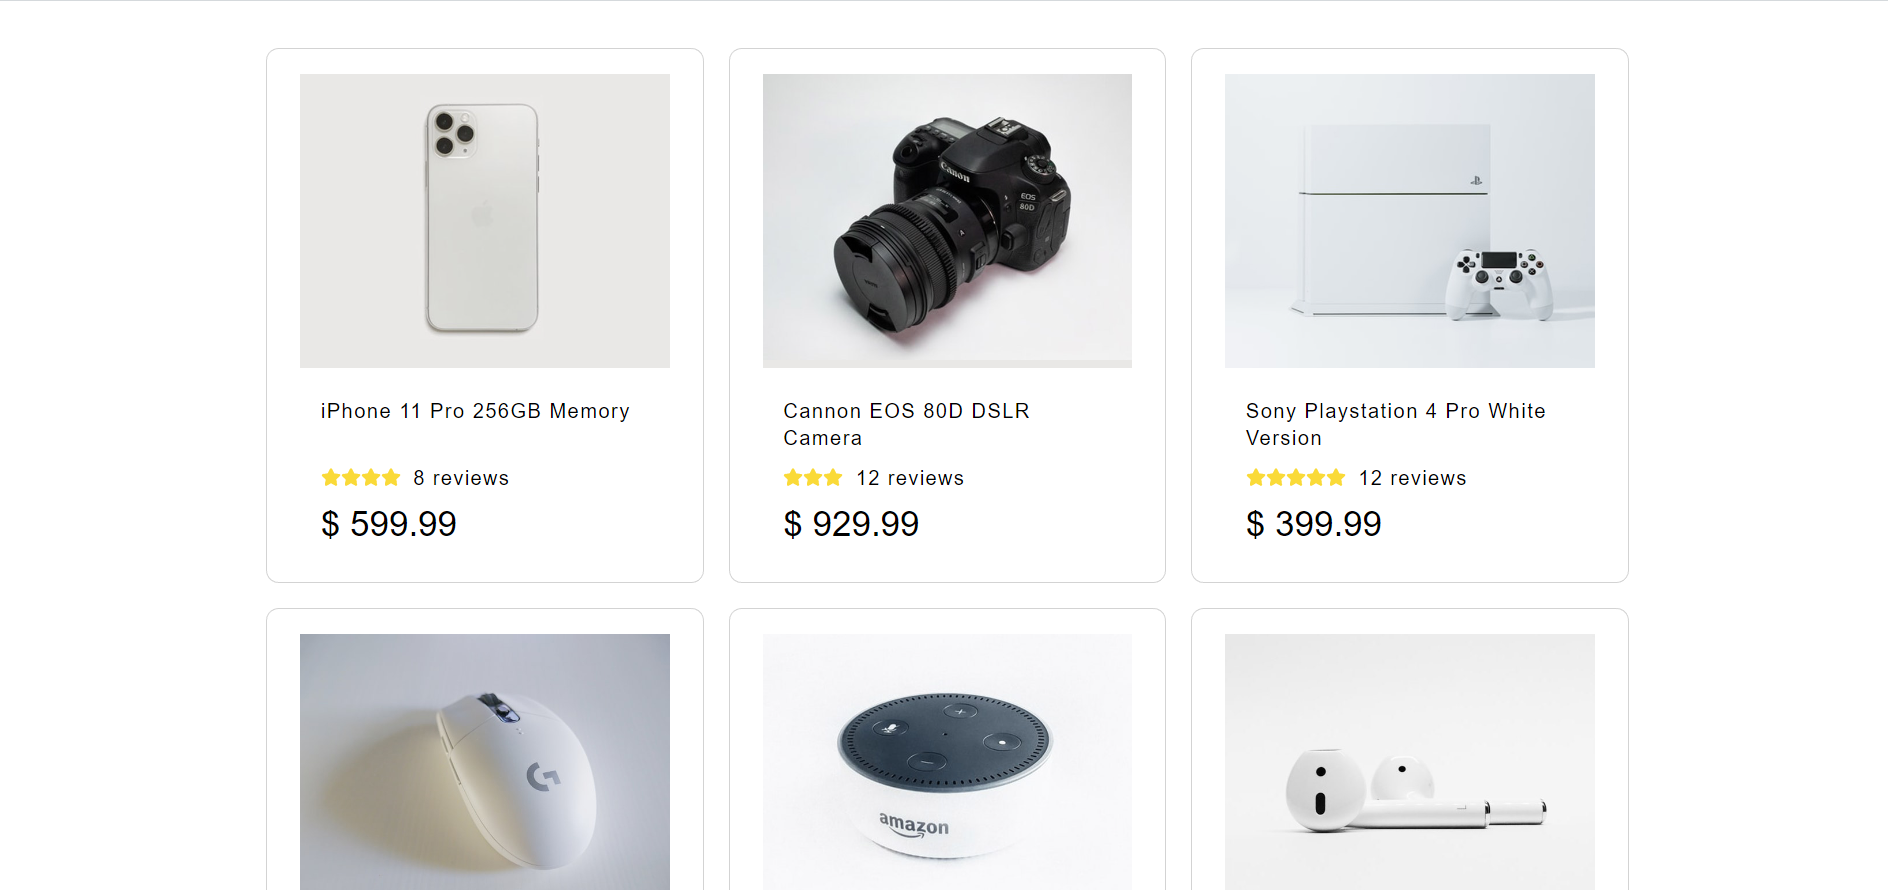 Canon
EOS
80D
iPhone 11 Pro 256GB Memory
Cannon EOS 80D DSLR
Camera
Sony Playstation 4 Pro White
Version
8 reviews
12 reviews
12 reviews
$ 599.99
$ 929.99
$ 399.99
amazon